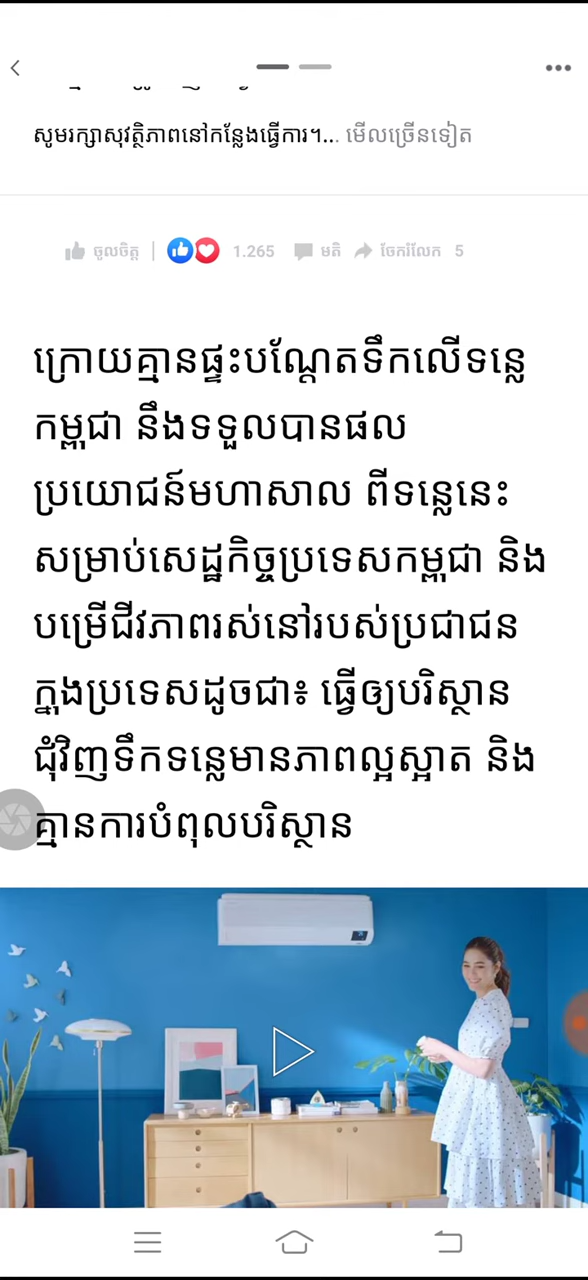 សូមរក្សាសុវត្ថិភាពនៅកន្លែងធ្វើការ។... មើលច្រើនទៀត
ចូលចិត្ត 1.265 មតិ ចែករំលែក 5
ក្រោយគ្មានផ្ទះបណ្តែតទឹកលើទន្លេ
កម្ពុជា នឹងទទួលបានផល
ប្រយោជន៍មហាសាល ពីទន្លេនេះ
សម្រាប់សេដ្ឋកិច្ចប្រទេសកម្ពុជា និង
បម្រើជីវភាពរស់នៅរបស់ប្រជាជន
ក្នុងប្រទេសដូចជា៖ ធ្វើឲ្យបរិស្ថាន
ជុំវិញទឹកទន្លេមានភាពល្អស្អាត និង
គ្មានការបំពុលបរិស្ថាន